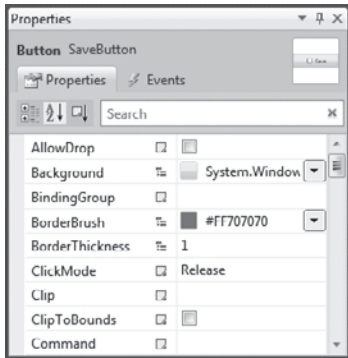 Properties
Button SaveButton
Save
Properties Events
Search
AllowDrop
Background System.Window
BindingGroup
BorderBrush #FF707070
BorderThickness 1
ClickMode Release
Clip
ClipToBounds
Command